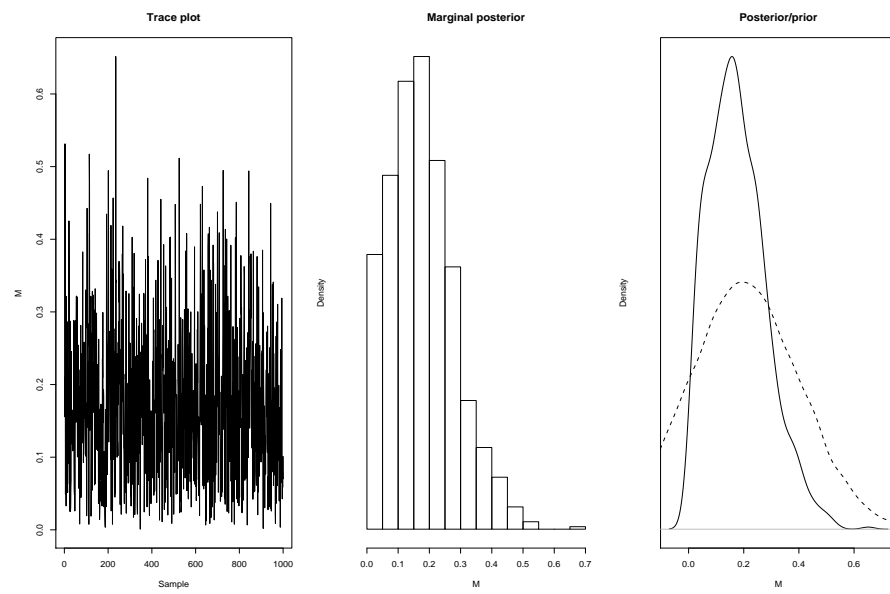 Trace plot
M
0.0
0.1
0.2
0.3
0.4
0.5
0.6
0 200 400 600 800 1000
Sample
Marginal posterior
Density
0.0 0.1 0.2 0.3 0.4 0.5 0.6 0.7
M
Posterior/prior
Density
0.0 0.2 0.4 0.6
M